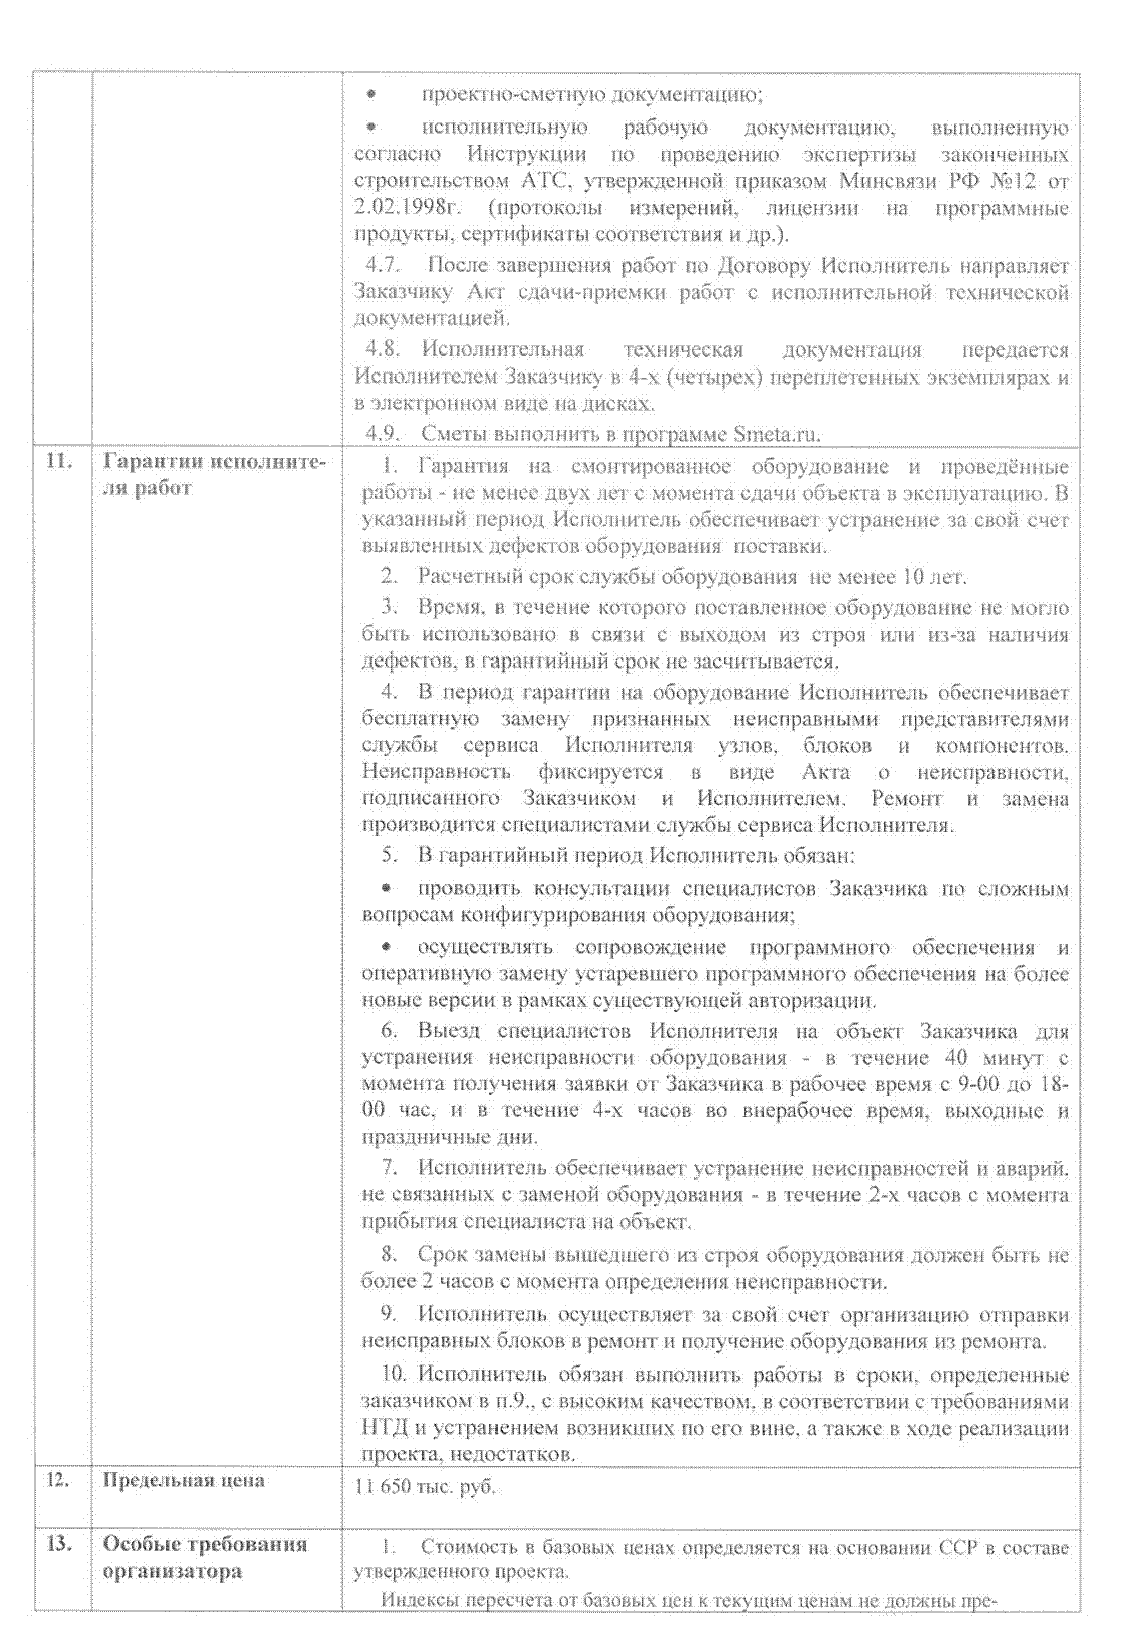 • проектно-сметную документацию;
• исполнительную рабочую документацию, выполненную
согласно Инструкции по проведению экспертизы законченных
строительством АТС, утвержденной приказом Минсвязи РФ №12 от
2.02.1998г. (протоколы измерений, лицензии на программные
продукты, сертификаты соответствия и др.).
4.7. После завершения работ по Договору Исполнитель направляет
Заказчику Акт сдачи-приемки работ с исполнительной технической
документацией.
4.8. Исполнительная техническая документация передается
Исполнителем Заказчику в 4-х (четырех) переплетенных экземплярах и
в электронном виде на дисках.
4.9. Сметы выполнить в программе Smeta.ru.
11. Гарантии исполните-
ля работ
1. Гарантия на смонтированное оборудование и проведённые
работы - не менее двух лет с момента сдачи объекта в эксплуатацию. В
указанный период Исполнитель обеспечивает устранение за свой счет
выявленных дефектов оборудования поставки.
2. Расчетный срок службы оборудования не менее 10 лет.
3. Время, в течение которого поставленное оборудование не могло
быть использовано в связи с выходом из строя или из-за наличия
дефектов, в гарантийный срок не засчитывается.
4. В период гарантии на оборудование Исполнитель обеспечивает
бесплатную замену признанных неисправными представителями
службы сервиса Исполнителя узлов, блоков и компонентов.
Неисправность фиксируется в виде Акта о неисправности,
подписанного Заказчиком и Исполнителем. Ремонт и замена
производится специалистами службы сервиса Исполнителя.
5. В гарантийный период Исполнитель обязан:
• проводить консультации специалистов Заказчика по сложным
вопросам конфигурирования оборудования;
• осуществлять сопровождение программного обеспечения и
оперативную замену устаревшего программного обеспечения на более
новые версии в рамках существующей авторизации.
6. Выезд специалистов Исполнителя на объект Заказчика для
устранения неисправности оборудования - в течение 40 минут с
момента получения заявки от Заказчика в рабочее время с 9-00 до 18-
00 час, и в течение 4-х часов во внерабочее время, выходные и
праздничные дни.
7. Исполнитель обеспечивает устранение неисправностей и аварий,
не связанных с заменой оборудования - в течение 2-х часов с момента
прибытия специалиста на объект.
8. Срок замены вышедшего из строя оборудования должен быть не
более 2 часов с момента определения неисправности.
9. Исполнитель осуществляет за свой счет организацию отправки
неисправных блоков в ремонт и получение оборудования из ремонта.
10. Исполнитель обязан выполнить работы в сроки, определенные
заказчиком в п.9., с высоким качеством, в соответствии с требованиями
НТД и устранением возникших по его вине, а также в ходе реализации
проекта, недостатков.
12. Предельная цена
11 650 тыс. руб.
13. Особые требования
организатора
1. Стоимость в базовых ценах определяется на основании ССР в составе
утвержденного проекта.
Индексы пересчета от базовых цен к текущим ценам не должны пре-